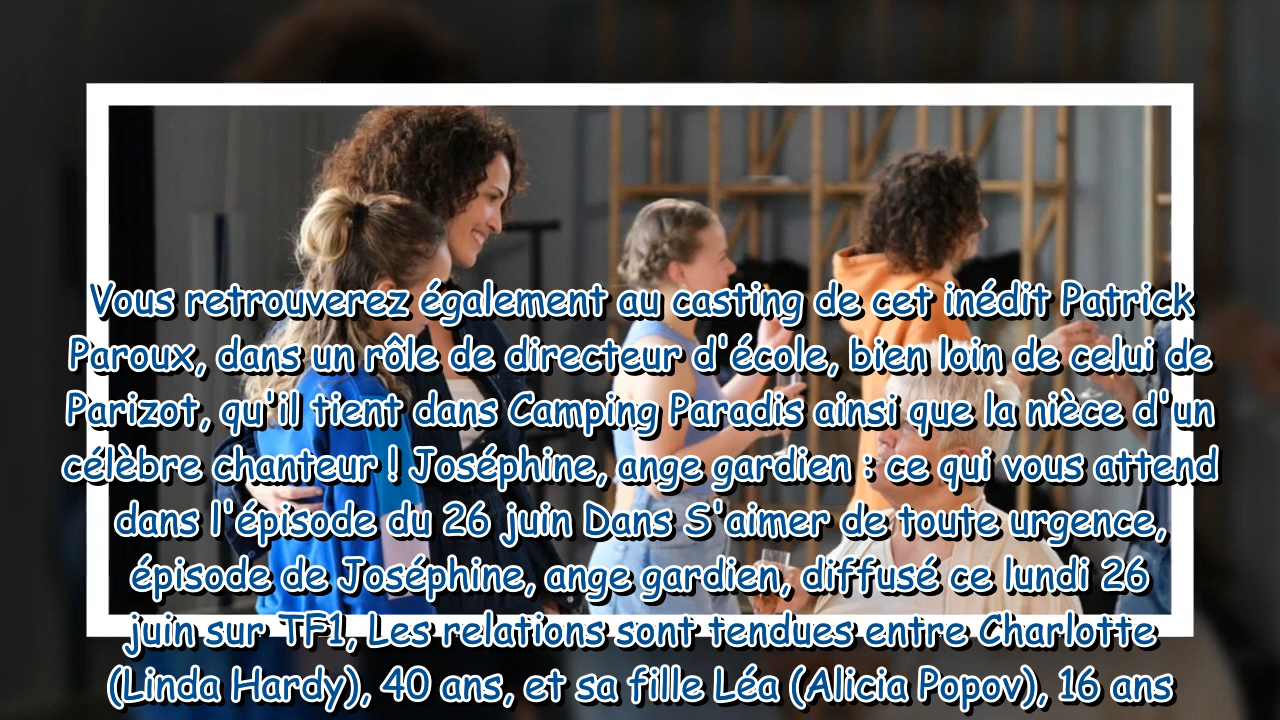 Vous retrouverez également au casting de cet inédit Patrick
Paroux, dans un rôle de directeur d'école, bien loin de celui de
Parizot, qu'il tient dans Camping Paradis ainsi que la nièce d'un
célèbre chanteur ! Joséphine, ange gardien : ce qui vous attend
dans l'épisode du 26 juin Dans S'aimer de toute urgence,
épisode de Joséphine, ange gardien, diffusé ce lundi 26
juin sur TF1, Les relations sont tendues entre Charlotte
(Linda Hardy), 40 ans, et sa fille Léa (Alicia Popov), 16 ans